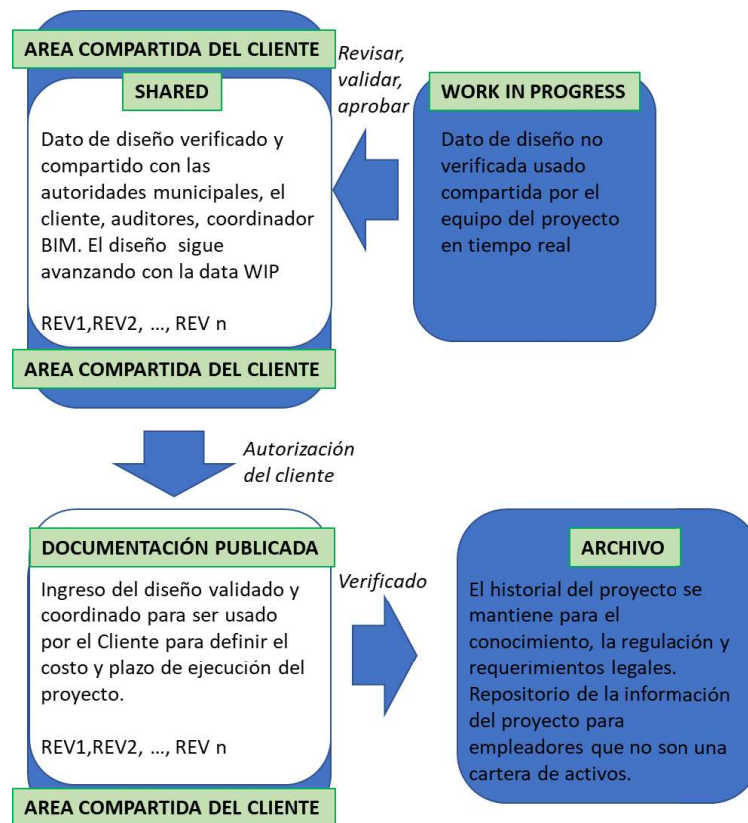 AREA COMPARTIDA DEL CLIENTE
SHARED
Dato de diseño verificado y
compartido con las
autoridades municipales, el
cliente, auditores, coordinador
BIM. El diseño  sigue
avanzando con la data WIP
REV1,REV2, ..., REV n
AREA COMPARTIDA DEL CLIENTE
Revisar,
validar,
aprobar
WORK IN PROGRESS
Dato de diseño no
verificada usado
compartida por el
equipo del proyecto
en tiempo real
Autorización
del cliente
DOCUMENTACIÓN PUBLICADA
Ingreso del diseño validado y
coordinado para ser usado
por el Cliente para definir el
costo y plazo de ejecución del
proyecto.
REV1,REV2, ..., REV n
AREA COMPARTIDA DEL CLIENTE
Verificado
ARCHIVO
El historial del proyecto se
mantiene para el
conocimiento, la regulación y
requerimientos legales.
Repositorio de la información
del proyecto para
empleadores que no son una
cartera de activos.